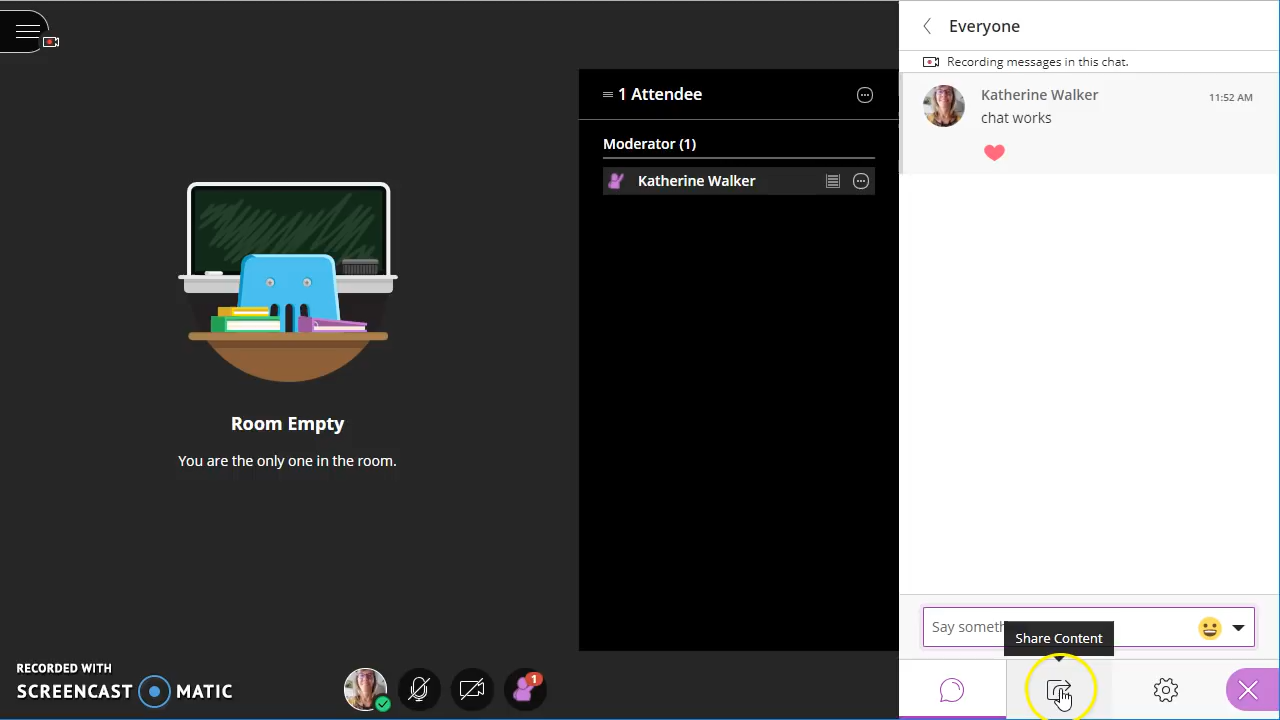 Everyone
Recording messages in this chat.
Katherine Walker
11:52 AM
chat works
1 Attendee
Moderator (1)
Katherine Walker
Room Empty
You are the only one in the room.
Say someth
Share Content
1
RECORDED WITH
SCREENCAST MATIC